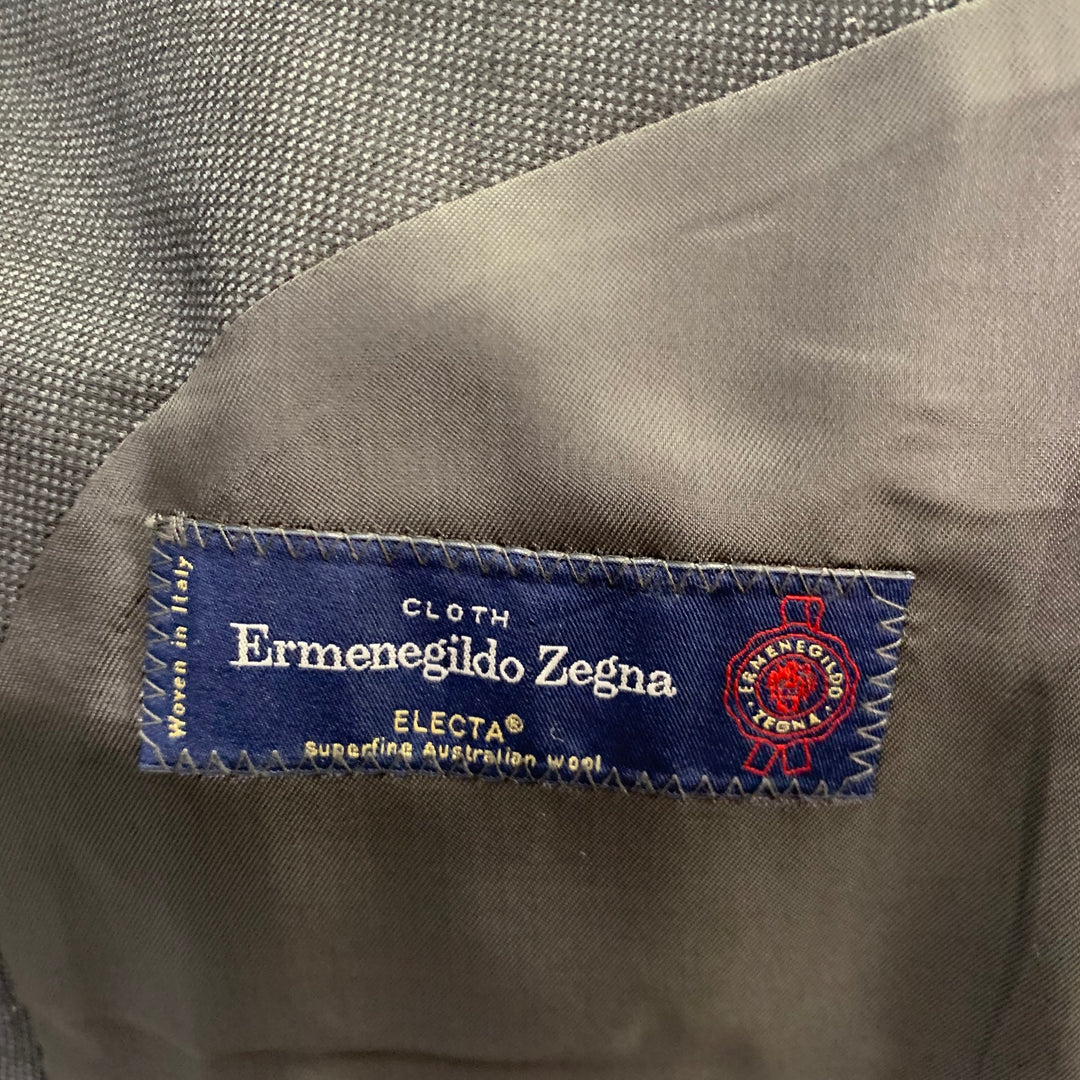 Woven in Italy
CLOTH
Ermenegildo Zegna
ELECTA®
superfine Australian wool
ERMENEGILDO
ZEGNA